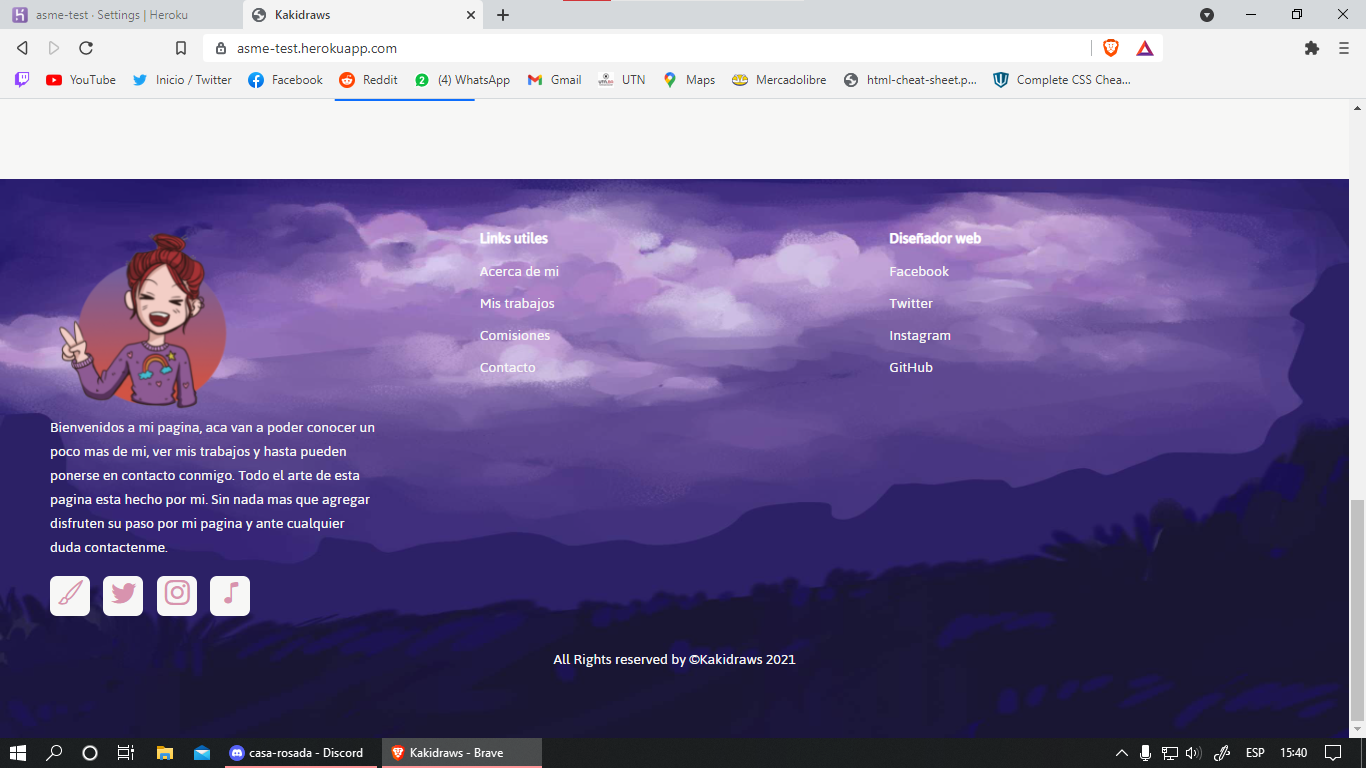 asme-test · Settings | Heroku
Kakidraws
asme-test.herokuapp.com
YouTube
Inicio / Twitter
Facebook
Reddit
(4) WhatsApp
Gmail
UTN
Maps
Mercadolibre
html-cheat-sheet.p...
Complete CSS Chea...
Links utiles
Acerca de mi
Mis trabajos
Comisiones
Contacto
Diseñador web
Facebook
Twitter
Instagram
GitHub
Bienvenidos a mi pagina, aca van a poder conocer un
poco mas de mi, ver mis trabajos y hasta pueden
ponerse en contacto conmigo. Todo el arte de esta
pagina esta hecho por mi. Sin nada mas que agregar
disfruten su paso por mi pagina y ante cualquier
duda contactenme.
All Rights reserved by ©Kakidraws 2021
casa-rosada - Discord
Kakidraws - Brave
ESP
15:40